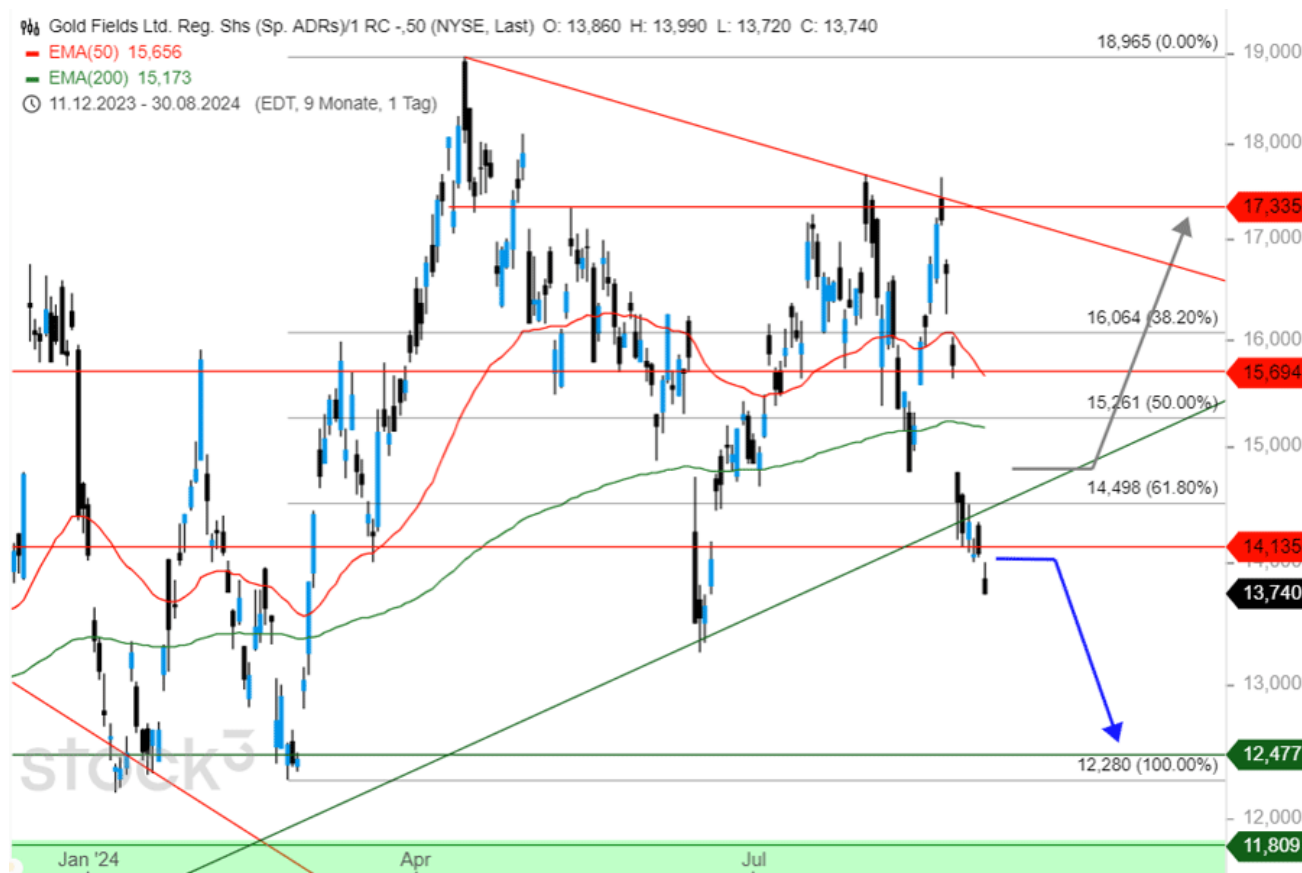 Gold Fields Ltd. Reg. Shs (Sp. ADRs)/1 RC -,50 (NYSE, Last) O: 13,860 H: 13,990 L: 13,720 C: 13,740
EMA(50) 15,656
EMA(200) 15,173
11.12.2023 - 30.08.2024 (EDT, 9 Monate, 1 Tag)
18,965 (0.00%)
19,000
18,000
17,335
17,000
16,064 (38.20%)
16,000
15,694
15,261 (50.00%)
15,000
14,498 (61.80%)
14,135
14,000
13,740
13,000
stock3
12,477
12,280 (100.00%)
12,000
11,809
Jan '24
Apr
Jul